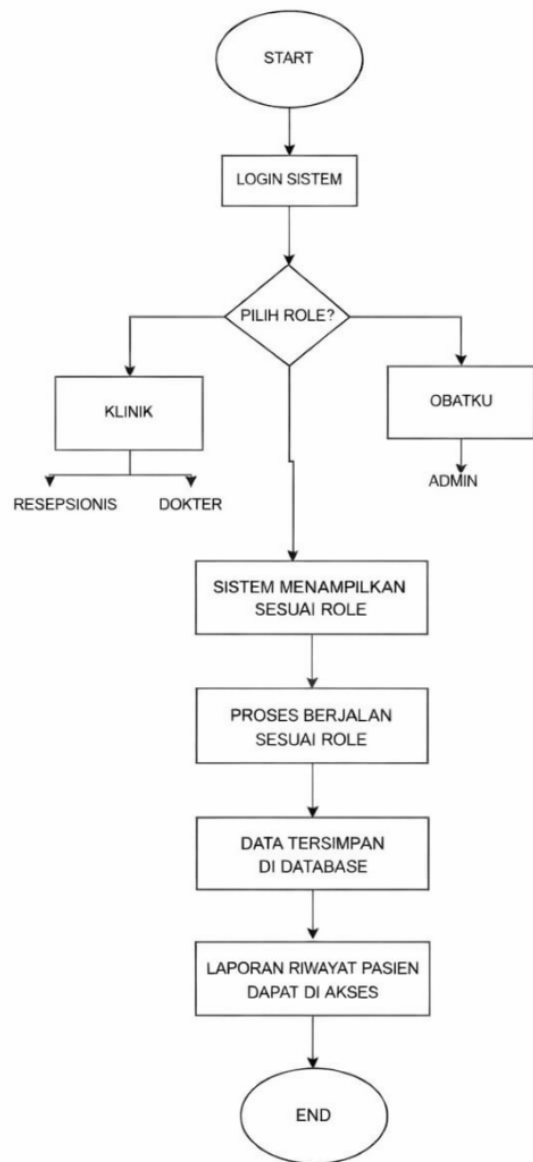 START
LOGIN SISTEM
PILIH ROLE?
KLINIK
OBATKU
RESEPSIONIS
DOKTER
ADMIN
SISTEM MENAMPILKAN
SESUAI ROLE
PROSES BERJALAN
SESUAI ROLE
DATA TERSIMPAN
DI DATABASE
LAPORAN RIWAYAT PASIEN
DAPAT DI AKSES
END